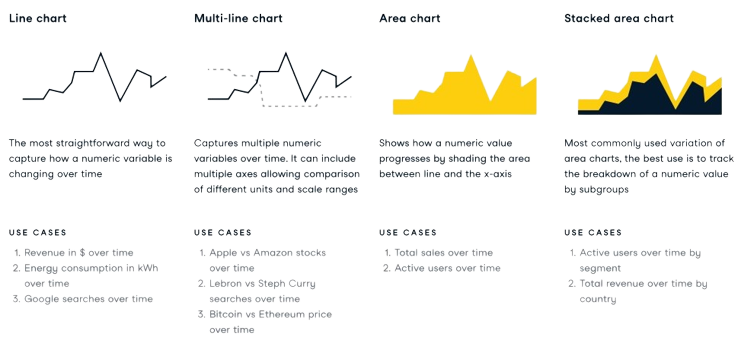 Line chart
The most straightforward way to
capture how a numeric variable is
changing over time
USE CASES
1. Revenue in $ over time
2. Energy consumption in kWh
over time
3. Google searches over time
Multi-line chart
Captures multiple numeric
variables over time. It can include
multiple axes allowing comparison
of different units and scale ranges
USE CASES
1. Apple vs Amazon stocks
over time
2. Lebron vs Steph Curry
searches over time
3. Bitcoin vs Ethereum price
over time
Area chart
Shows how a numeric value
progresses by shading the area
between line and the x-axis
USE CASES
1. Total sales over time
2. Active users over time
Stacked area chart
Most commonly used variation of
area charts, the best use is to track
the breakdown of a numeric value
by subgroups
USE CASES
1. Active users over time by
segment
2. Total revenue over time by
country